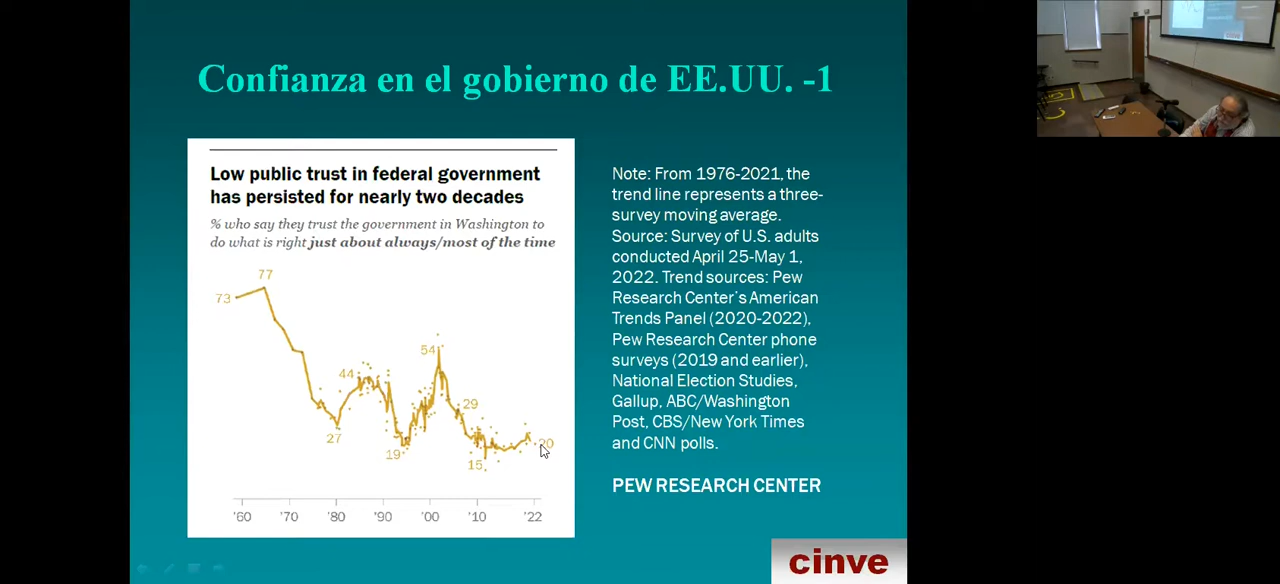 Confianza en el gobierno de EE.UU. -1
Low public trust in federal government
has persisted for nearly two decades
% who say they trust the government in Washington to
do what is right just about always/most of the time
77
73
54
44
29
27
20
19
15
'60 '70 '80 '90 '00 '10 '22
Note: From 1976-2021, the
trend line represents a three-
survey moving average.
Source: Survey of U.S. adults
conducted April 25-May 1,
2022. Trend sources: Pew
Research Center's American
Trends Panel (2020-2022),
Pew Research Center phone
surveys (2019 and earlier),
National Election Studies,
Gallup, ABC/Washington
Post, CBS/New York Times
and CNN polls.
PEW RESEARCH CENTER
cinve